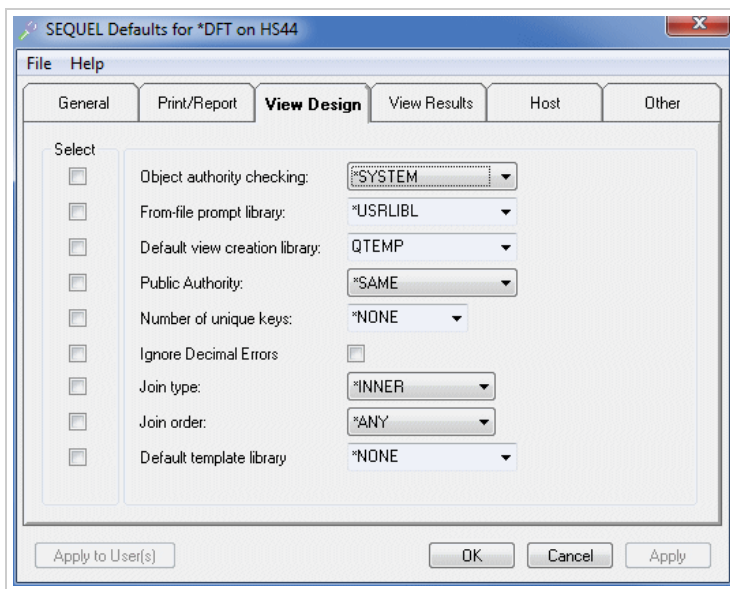 SEQUEL Defaults for *DFT on HS44
File Help
General Print/Report View Design View Results Host Other
Select
Object authority checking: *SYSTEM
From-file prompt library: *USRLIBL
Default view creation library: QTEMP
Public Authority: *SAME
Number of unique keys: *NONE
Ignore Decimal Errors
Join type: *INNER
Join order: *ANY
Default template library *NONE
Apply to User(s) OK Cancel Apply